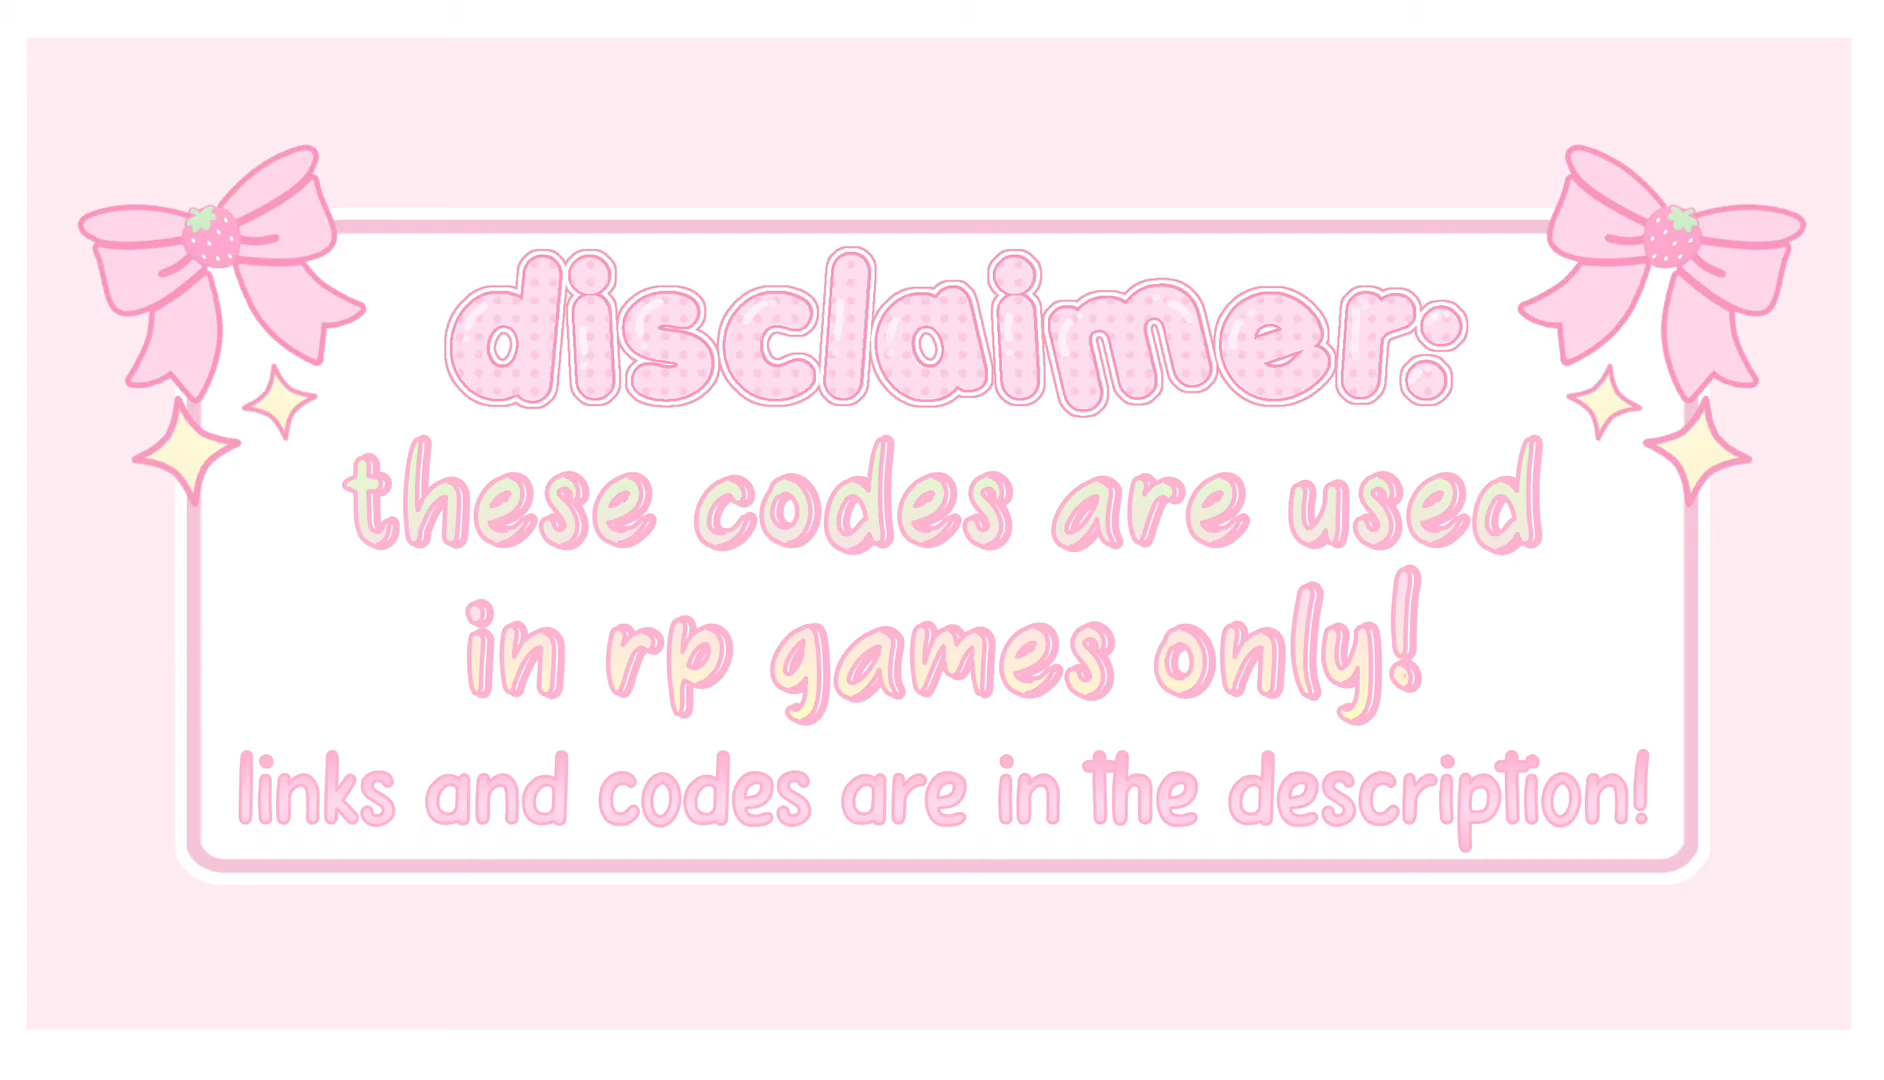 disclaimer:
these codes are used
in rp games only!
links and codes are in the description!